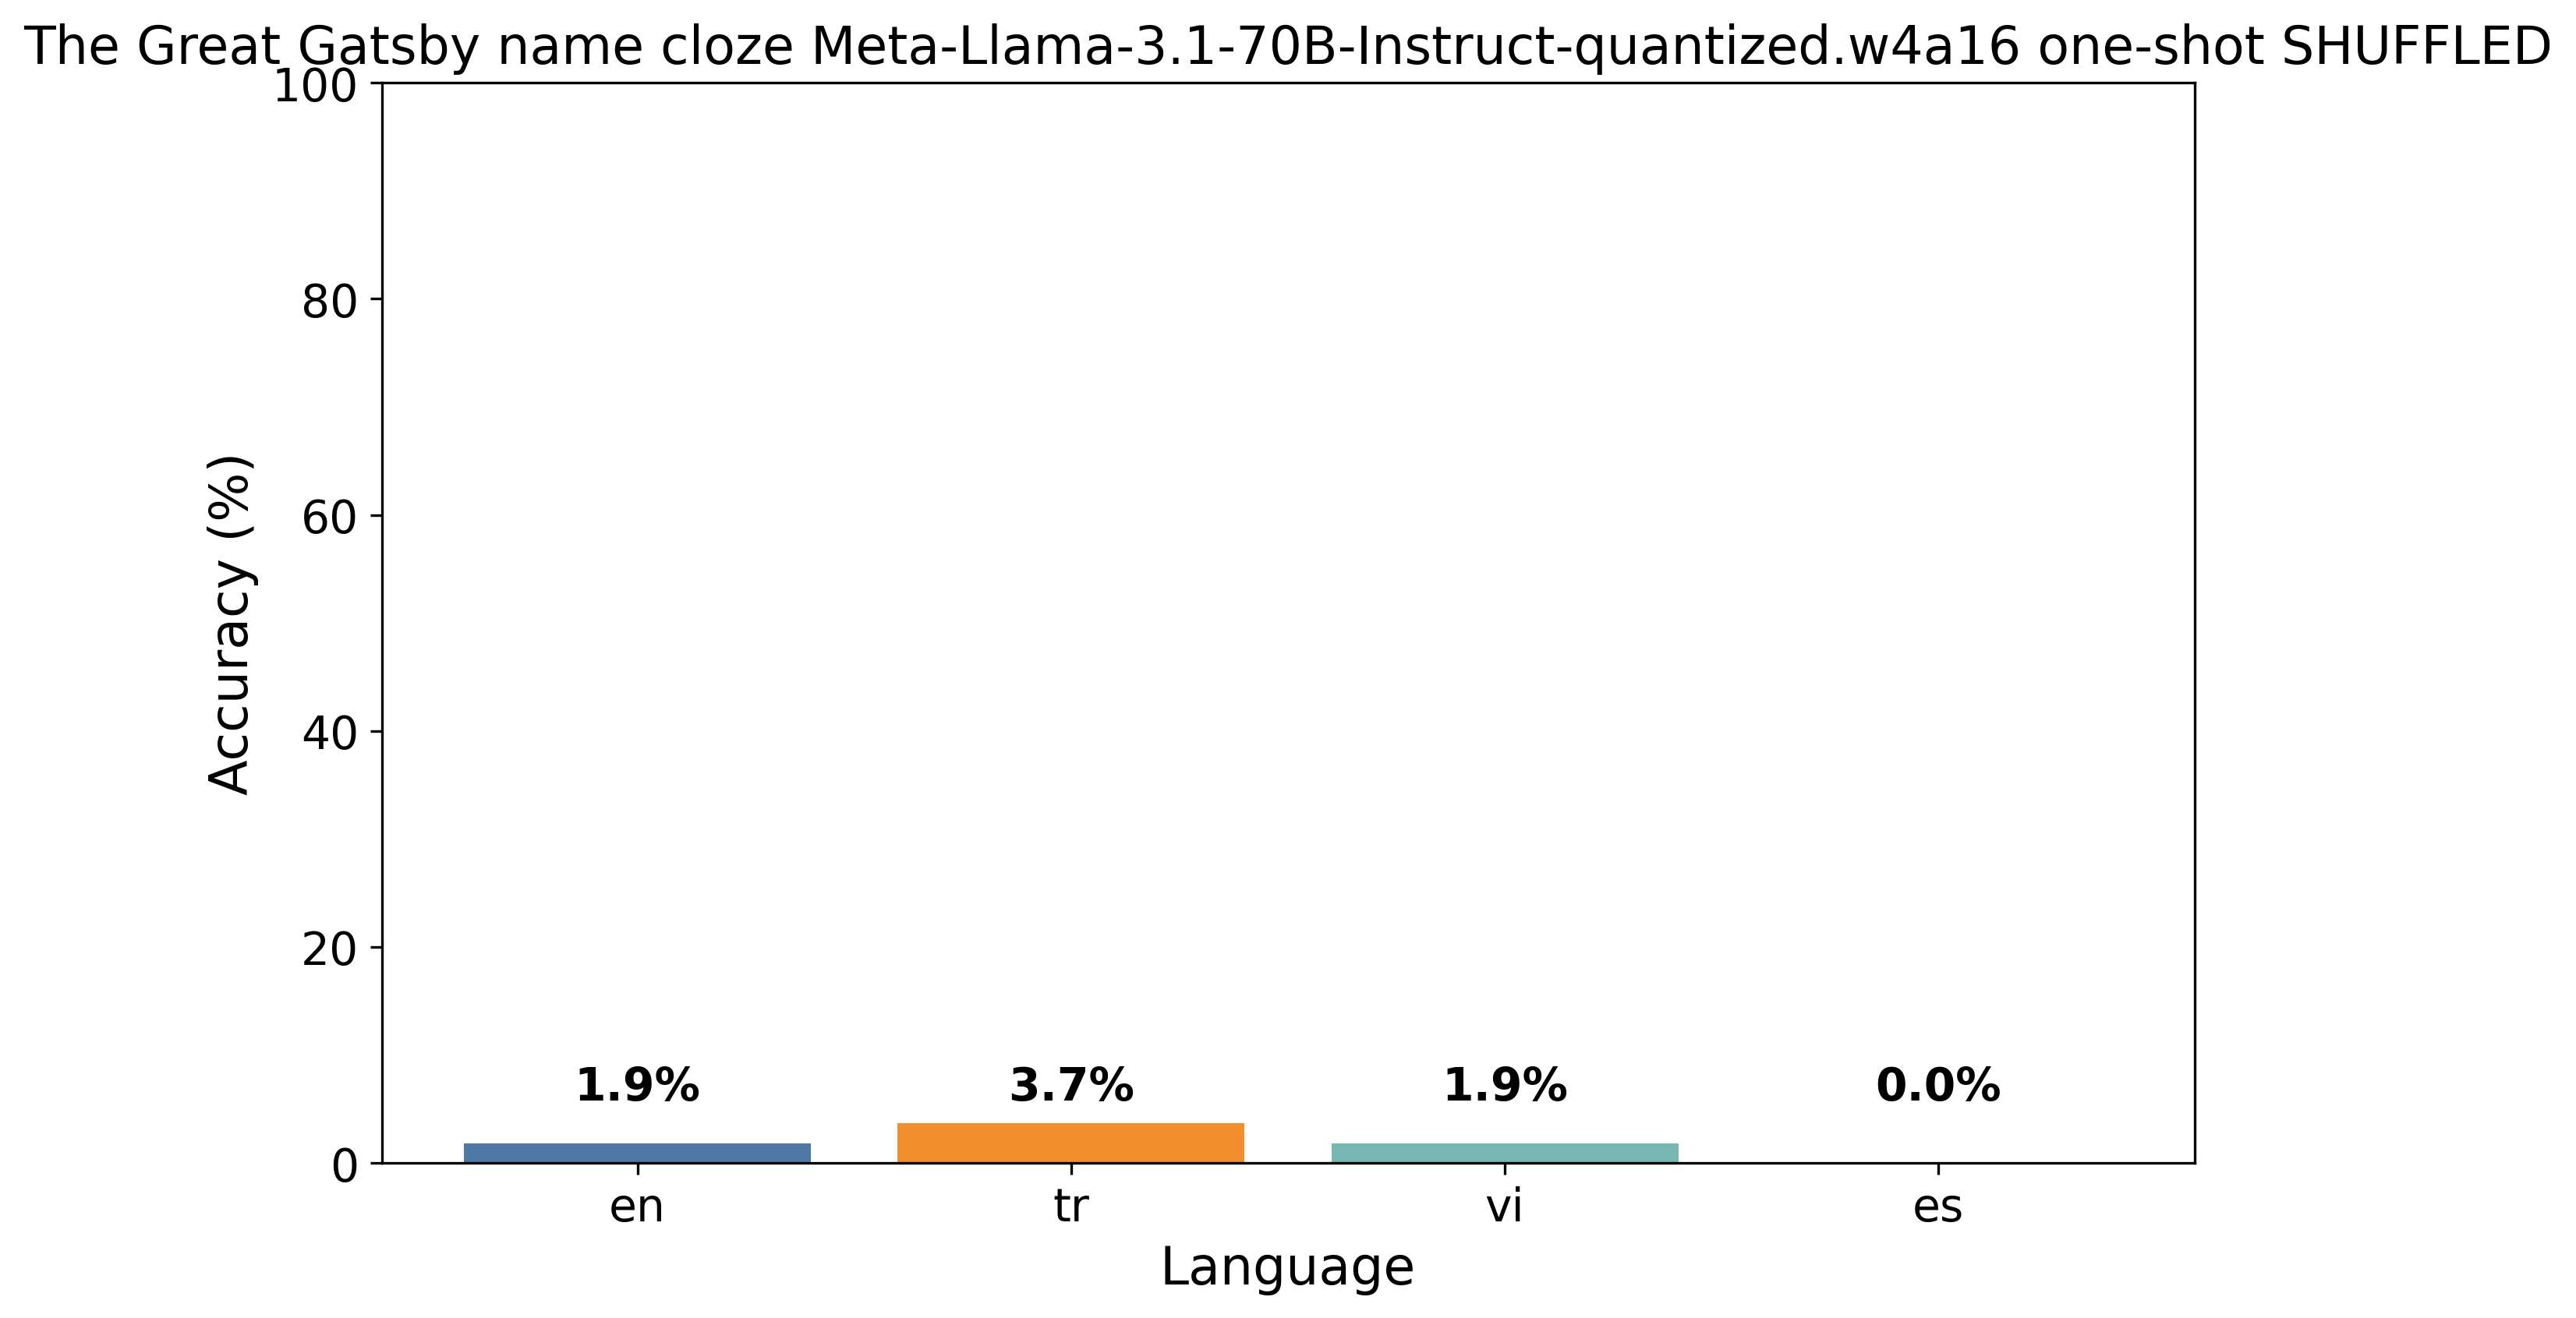 The Great Gatsby name cloze Meta-Llama-3.1-70B-Instruct-quantized.w4a16 one-shot SHUFFLED
100
80
60
40
20
0
Accuracy (%)
1.9%
3.7%
1.9%
0.0%
en
tr
vi
es
Language